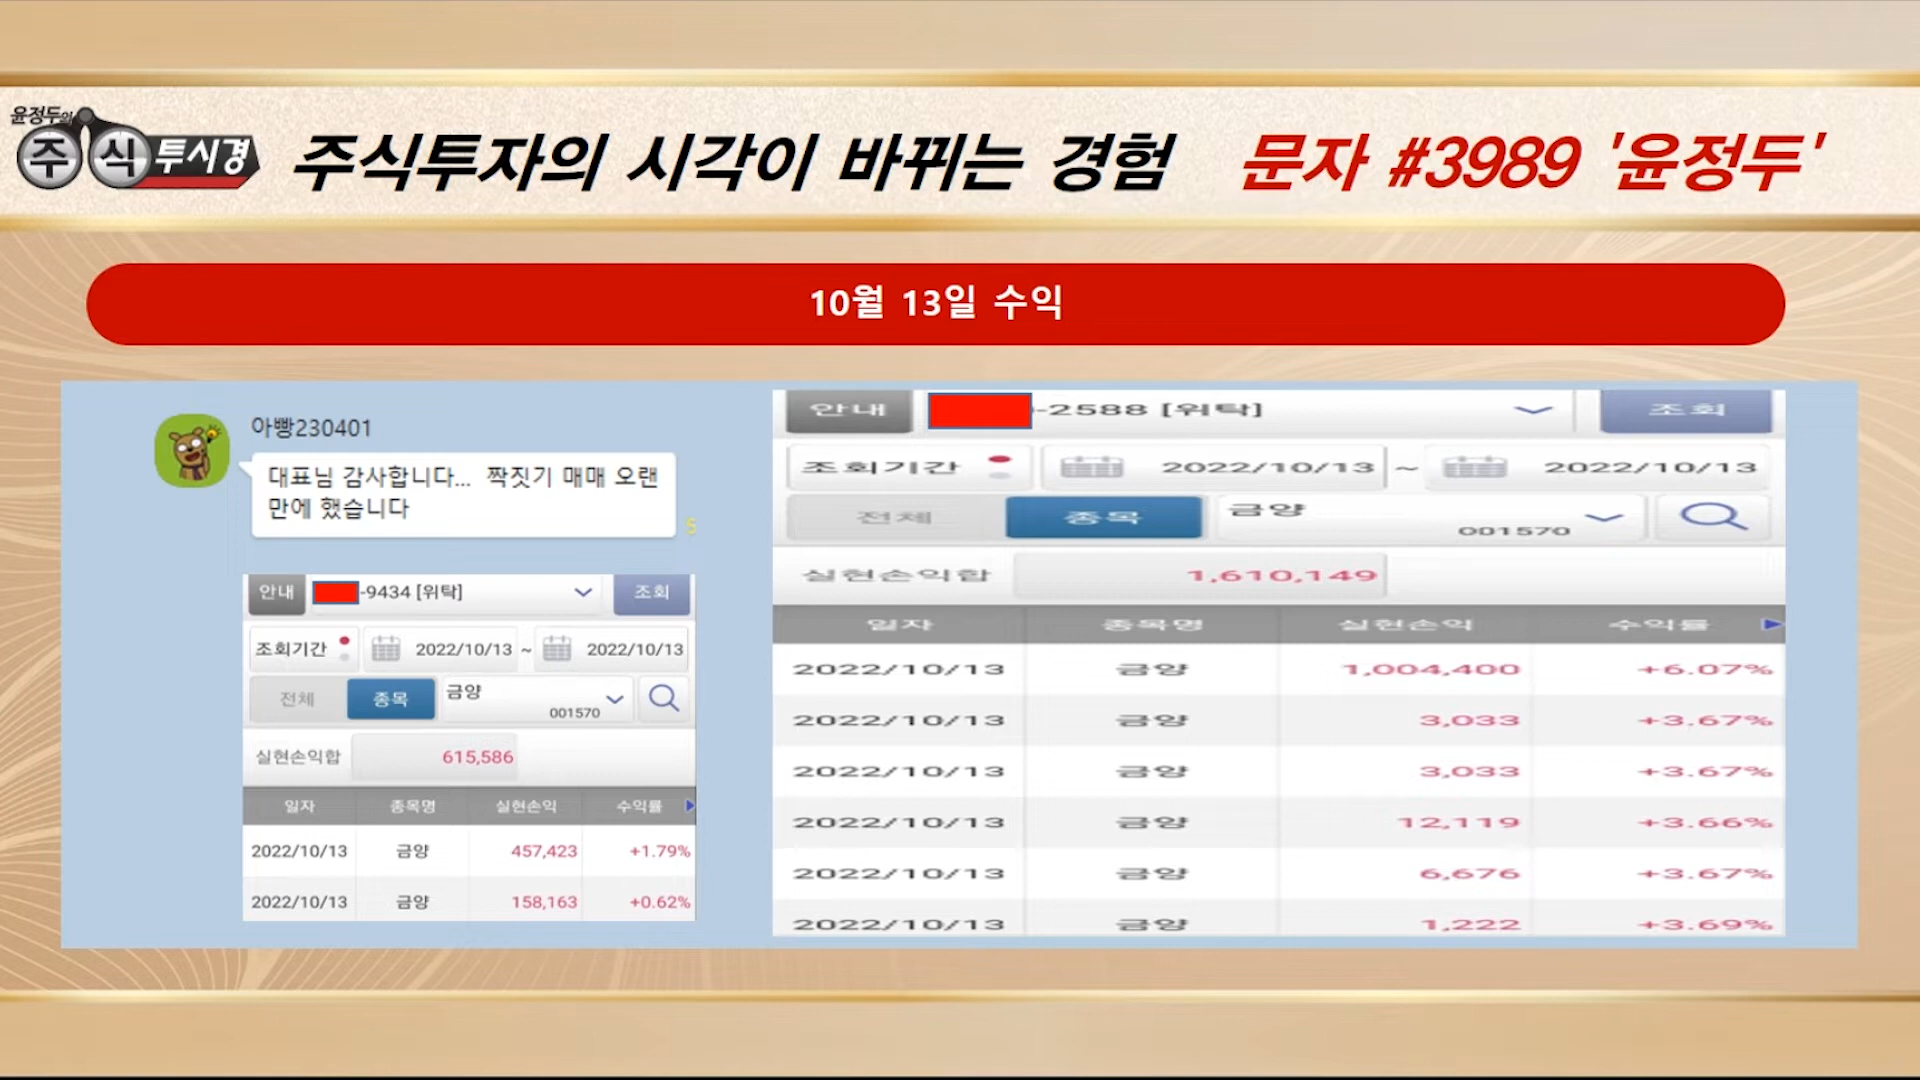 윤정두의
주식투시경
주식투자의 시각이 바뀌는 경험 문자 #3989 '윤정두'
10월 13일 수익
아빵230401
대표님 감사합니다... 짝짓기 매매 오랜
만에 했습니다
5
안내 -9434 [위탁] 조회
조회기간 2022/10/13 ~ 2022/10/13
전체 종목 금양 001570
실현손익합 615,586
일자 종목명 실현손익 수익률
2022/10/13 금양 457,423 +1.79%
2022/10/13 금양 158,163 +0.62%
안내 -2588 [위탁] 조회
조회기간 2022/10/13 ~ 2022/10/13
전체 종목 금양 001570
실현손익합 1,610,149
일자 종목명 실현손익 수익률
2022/10/13 금양 1,004,400 +6.07%
2022/10/13 금양 3,033 +3.67%
2022/10/13 금양 3,033 +3.67%
2022/10/13 금양 12,119 +3.66%
2022/10/13 금양 6,676 +3.67%
2022/10/13 금양 1,222 +3.69%